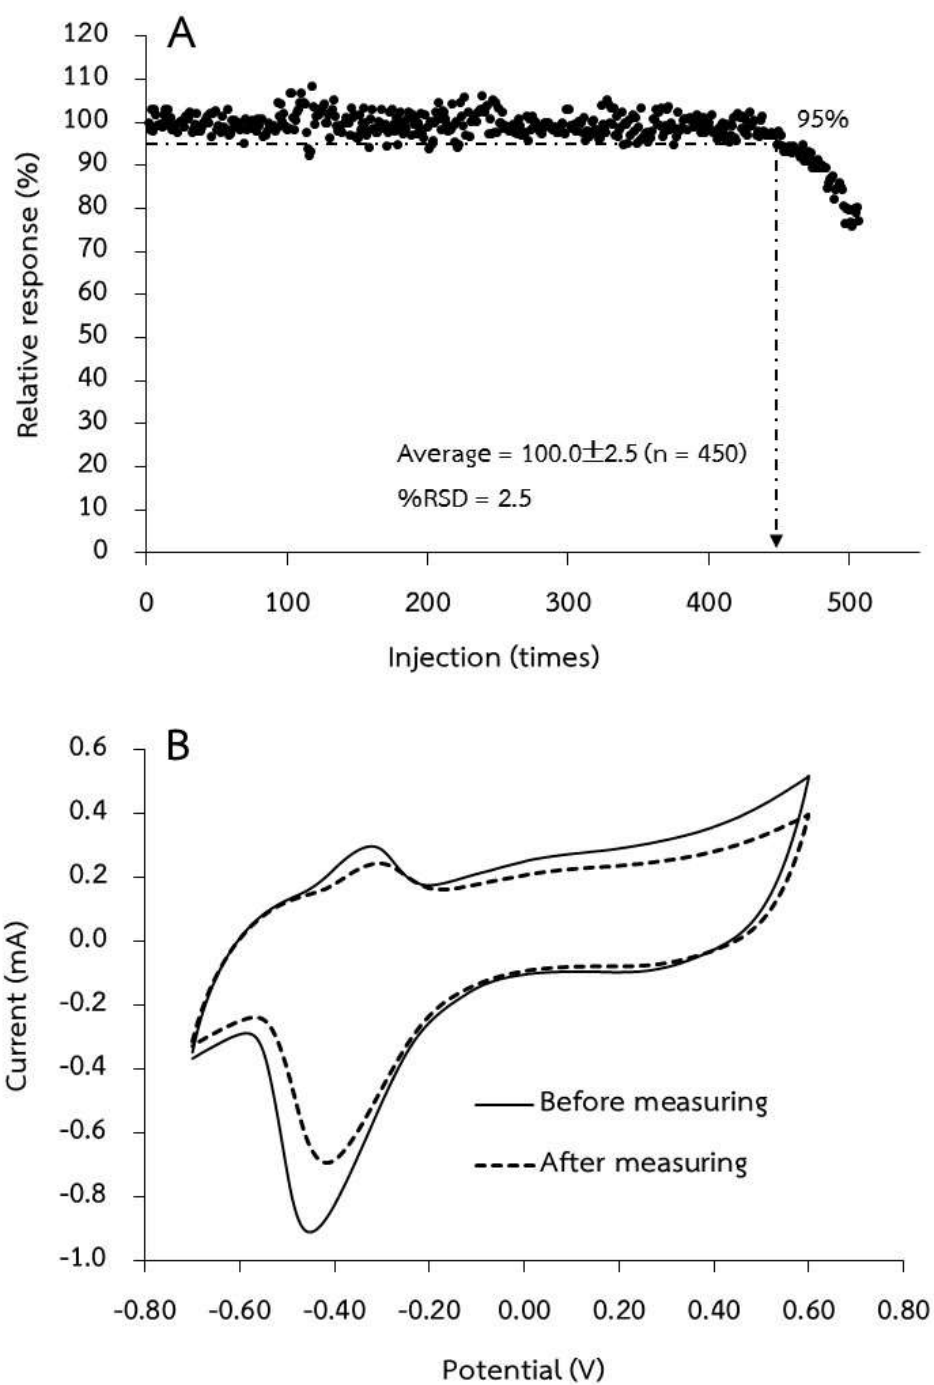 A
120
110
100
90
80
70
60
50
40
30
20
10
0
Relative response (%)
95%
Average = 100.0±2.5 (n = 450)
%RSD = 2.5
0 100 200 300 400 500
Injection (times)
B
0.6
0.4
0.2
0.0
-0.2
-0.4
-0.6
-0.8
-1.0
Current (mA)
Before measuring
After measuring
-0.80 -0.60 -0.40 -0.20 0.00 0.20 0.40 0.60 0.80
Potential (V)